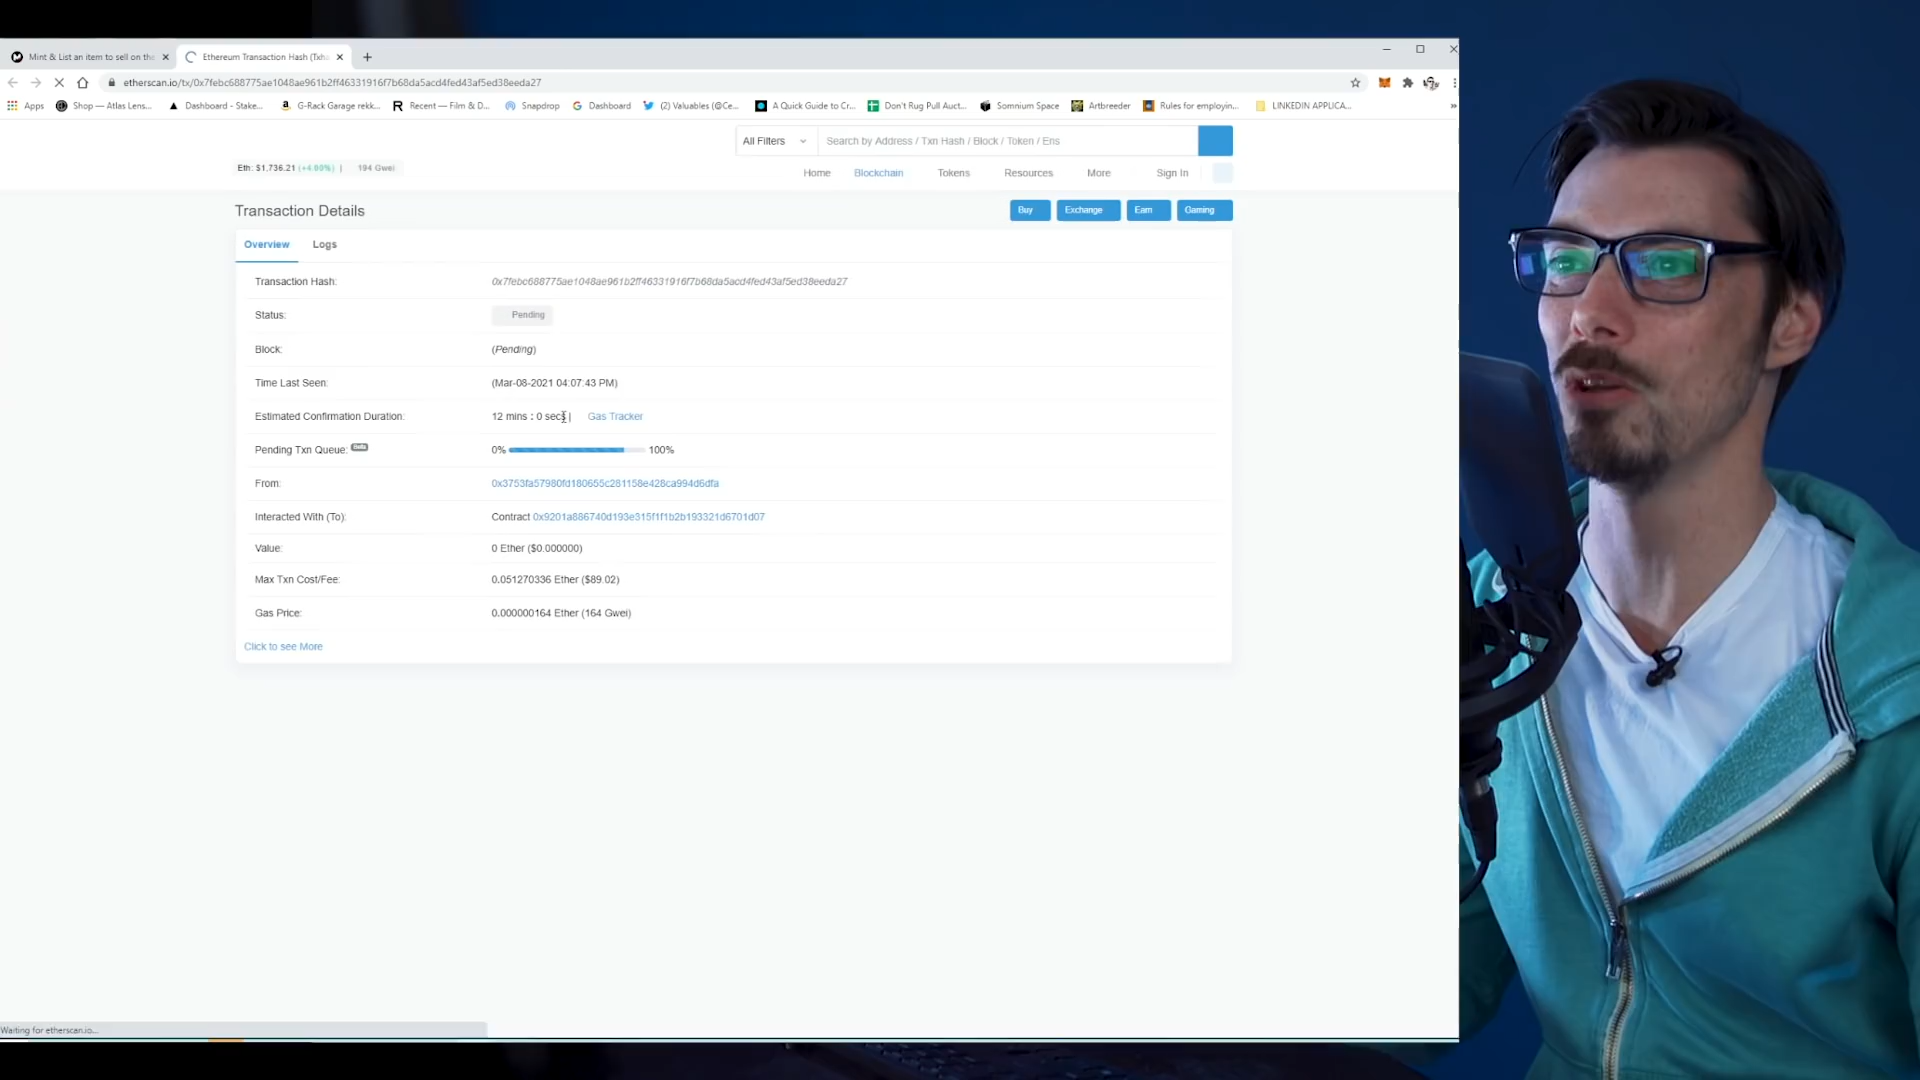 Mint & List an item to sell on the
Ethereum Transaction Hash (Txha
etherscan.io/tx/0x7febc688775ae1048ae961b2ff46331916f7b68da5acd4fed43af5ed38eeda27
Apps Shop — Atlas Lens... Dashboard - Stake... G-Rack Garage rekk... Recent — Film & D... Snapdrop Dashboard (2) Valuables (@Ce... A Quick Guide to Cr... Don't Rug Pull Auct... Somnium Space Artbreeder Rules for employin... LINKEDIN APPLICA... »
All Filters Search by Address / Txn Hash / Block / Token / Ens
Eth: $1,736.21 (+4.00%) | 194 Gwei
Home Blockchain Tokens Resources More Sign In
Transaction Details
Buy Exchange Earn Gaming
Overview Logs
Transaction Hash: 0x7febc688775ae1048ae961b2ff46331916f7b68da5acd4fed43af5ed38eeda27
Status: Pending
Block: (Pending)
Time Last Seen: (Mar-08-2021 04:07:43 PM)
Estimated Confirmation Duration: 12 mins : 0 secs | Gas Tracker
Pending Txn Queue: Beta 0% 100%
From: 0x3753fa57980fd180655c281158e428ca994d6dfa
Interacted With (To): Contract 0x9201a886740d193e315f1f1b2b193321d6701d07
Value: 0 Ether ($0.000000)
Max Txn Cost/Fee: 0.051270336 Ether ($89.02)
Gas Price: 0.000000164 Ether (164 Gwei)
Click to see More
Waiting for etherscan.io...